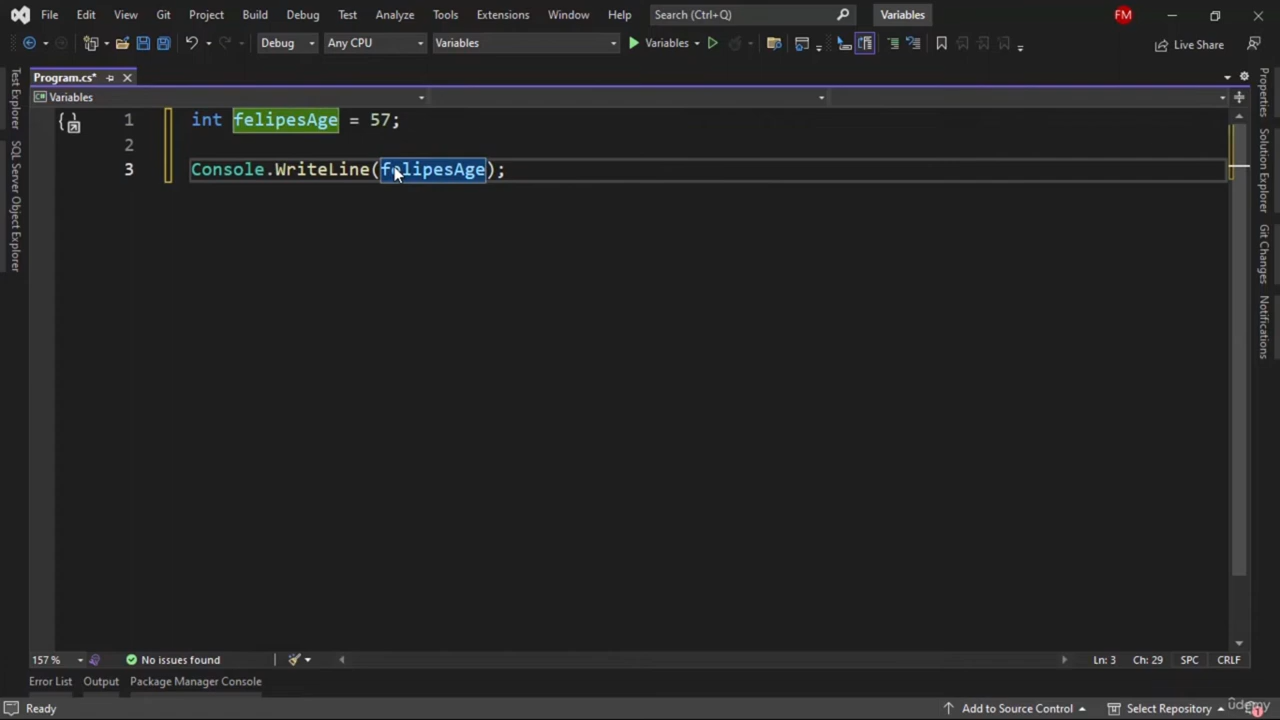 File Edit View Git Project Build Debug Test Analyze Tools Extensions Window Help Search (Ctrl+Q) Variables FM
Debug Any CPU Variables Variables Live Share
Program.cs*
Variables
Test Explorer
SQL Server Object Explorer
1 int felipesAge = 57;
2
3 Console.WriteLine(felipesAge);
Properties
Solution Explorer
Git Changes
Notifications
157 % No issues found Ln: 3 Ch: 29 SPC CRLF
Error List Output Package Manager Console
Ready Add to Source Control Select Repository 1
ûdemy